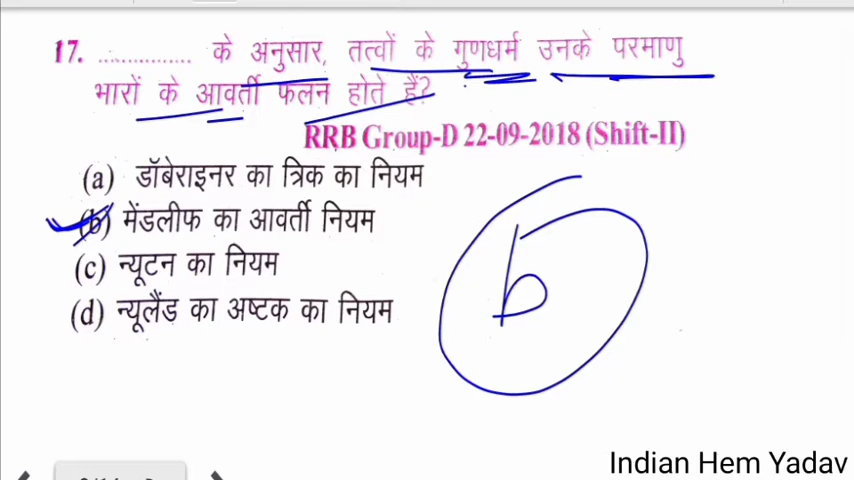 17. ................ के अनुसार, तत्वों के गुणधर्म उनके परमाणु
भारों के आवर्ती फलन होते हैं?
RRB Group-D 22-09-2018 (Shift-II)
(a) डॉबेराइनर का त्रिक का नियम
(b) मेंडलीफ का आवर्ती नियम
(c) न्यूटन का नियम
(d) न्यूलैंड का अष्टक का नियम
b
Indian Hem Yadav